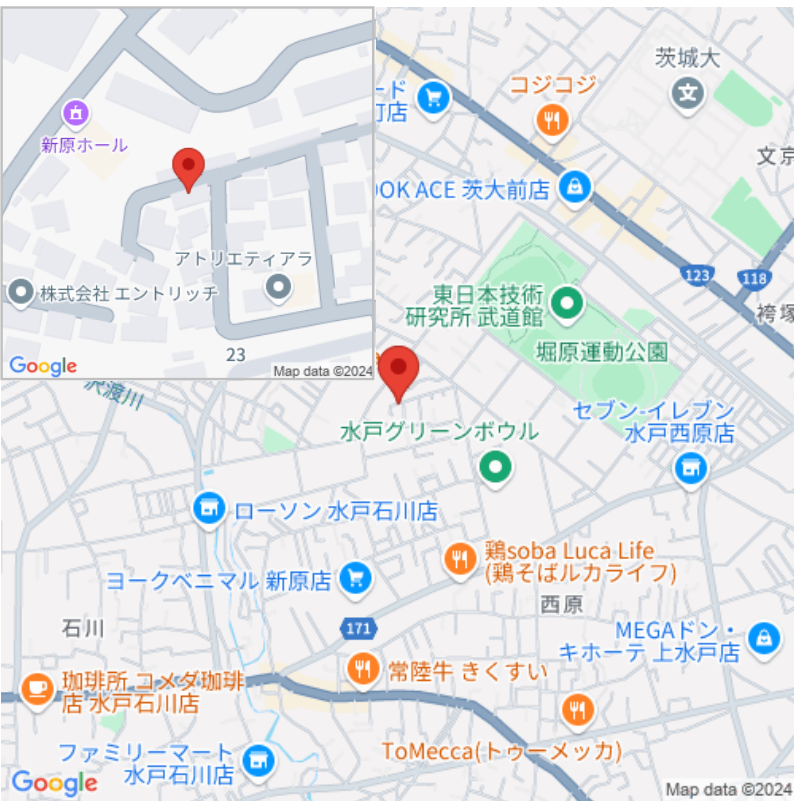 新原ホール
アトリエティアラ
株式会社 エントリッチ
23
Google
Map data ©2024
茨城大
コジコジ
ード
町店
文京
OOK ACE 茨大前店
123
118
東日本技術
研究所 武道館
袴塚
堀原運動公園
沢渡川
セブン-イレブン
水戸西原店
水戸グリーンボウル
ローソン 水戸石川店
鶏soba Luca Life
(鶏そばルカライフ)
ヨークベニマル 新原店
西原
石川
171
MEGAドン・
キホーテ 上水戸店
常陸牛 きくすい
珈琲所 コメダ珈琲
店 水戸石川店
ToMecca(トゥーメッカ)
ファミリーマート
水戸石川店
Google
Map data ©2024